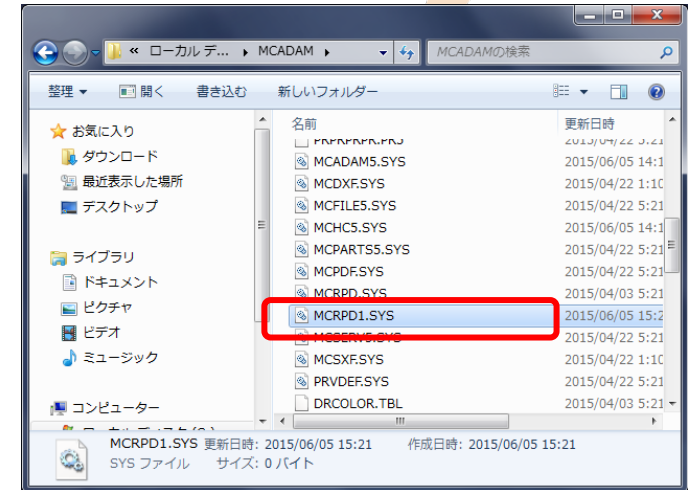 « ローカル デ... ▸ MCADAM ▸
MCADAMの検索
整理 ▼ 開く 書き込む 新しいフォルダー
お気に入り
ダウンロード
最近表示した場所
デスクトップ
ライブラリ
ドキュメント
ピクチャ
ビデオ
ミュージック
コンピューター
名前 更新日時
MCADAM5.SYS 2015/06/05 14:1
MCDXF.SYS 2015/04/22 1:10
MCFILE5.SYS 2015/04/22 5:21
MCHC5.SYS 2015/06/05 14:1
MCPARTS5.SYS 2015/04/22 5:21
MCPDF.SYS 2015/04/22 5:21
MCRPD.SYS 2015/04/03 5:21
MCRPD1.SYS 2015/06/05 15:2
MCSERV5.SYS 2015/04/22 5:21
MCSXF.SYS 2015/04/22 1:10
PRVDEF.SYS 2015/04/22 5:21
DRCOLOR.TBL 2015/04/03 5:21
MCRPD1.SYS 更新日時: 2015/06/05 15:21 作成日時: 2015/06/05 15:21
SYS ファイル サイズ: 0 バイト